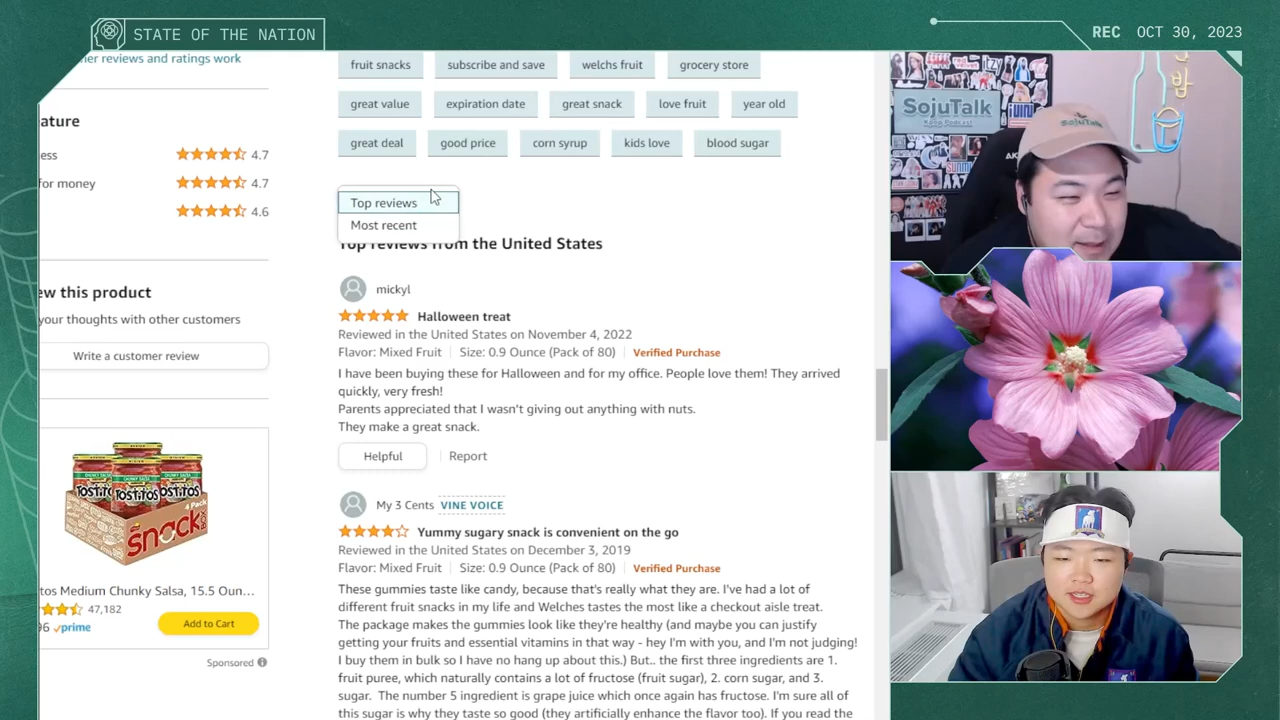 STATE OF THE NATION
REC OCT 30, 2023
er reviews and ratings work
ature
ess
4.7
for money
4.7
4.6
ew this product
your thoughts with other customers
Write a customer review
TOSTITOS
snack
tos Medium Chunky Salsa, 15.5 Oun...
47,182
96 prime
Add to Cart
Sponsored
fruit snacks
subscribe and save
welchs fruit
grocery store
great value
expiration date
great snack
love fruit
year old
great deal
good price
corn syrup
kids love
blood sugar
Top reviews
Most recent
Top reviews from the United States
mickyl
Halloween treat
Reviewed in the United States on November 4, 2022
Flavor: Mixed Fruit | Size: 0.9 Ounce (Pack of 80) | Verified Purchase
I have been buying these for Halloween and for my office. People love them! They arrived
quickly, very fresh!
Parents appreciated that I wasn't giving out anything with nuts.
They make a great snack.
Helpful
Report
My 3 Cents VINE VOICE
Yummy sugary snack is convenient on the go
Reviewed in the United States on December 3, 2019
Flavor: Mixed Fruit | Size: 0.9 Ounce (Pack of 80) | Verified Purchase
These gummies taste like candy, because that's really what they are. I've had a lot of
different fruit snacks in my life and Welches tastes the most like a checkout aisle treat.
The package makes the gummies look like they're healthy (and maybe you can justify
getting your fruits and essential vitamins in that way - hey I'm with you, and I'm not judging!
I buy them in bulk so I have no hang up about this.) But.. the first three ingredients are 1.
fruit puree, which naturally contains a lot of fructose (fruit sugar), 2. corn sugar, and 3.
sugar. The number 5 ingredient is grape juice which once again has fructose. I'm sure all of
this sugar is why they taste so good (they artificially enhance the flavor too). If you read the
SojuTalk
Kpop Podcast